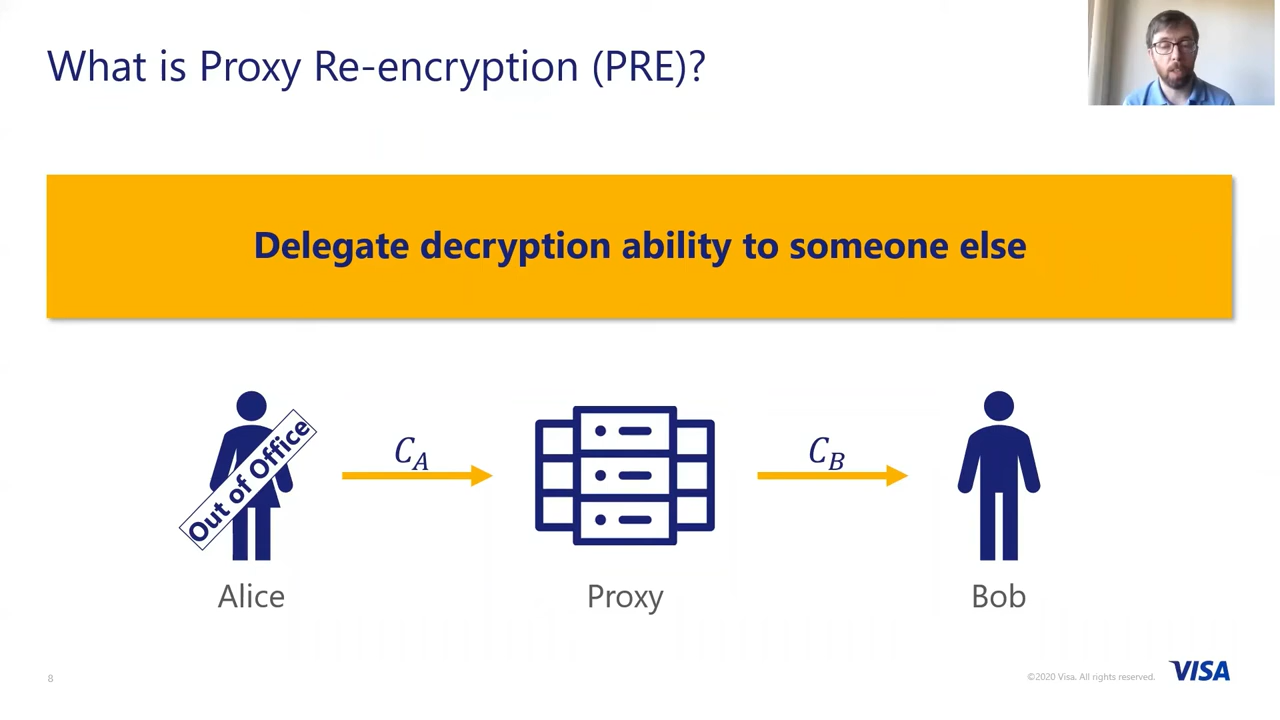 What is Proxy Re-encryption (PRE)?
Delegate decryption ability to someone else
Out of Office
C_A
C_B
Alice
Proxy
Bob
8
©2020 Visa. All rights reserved.
VISA